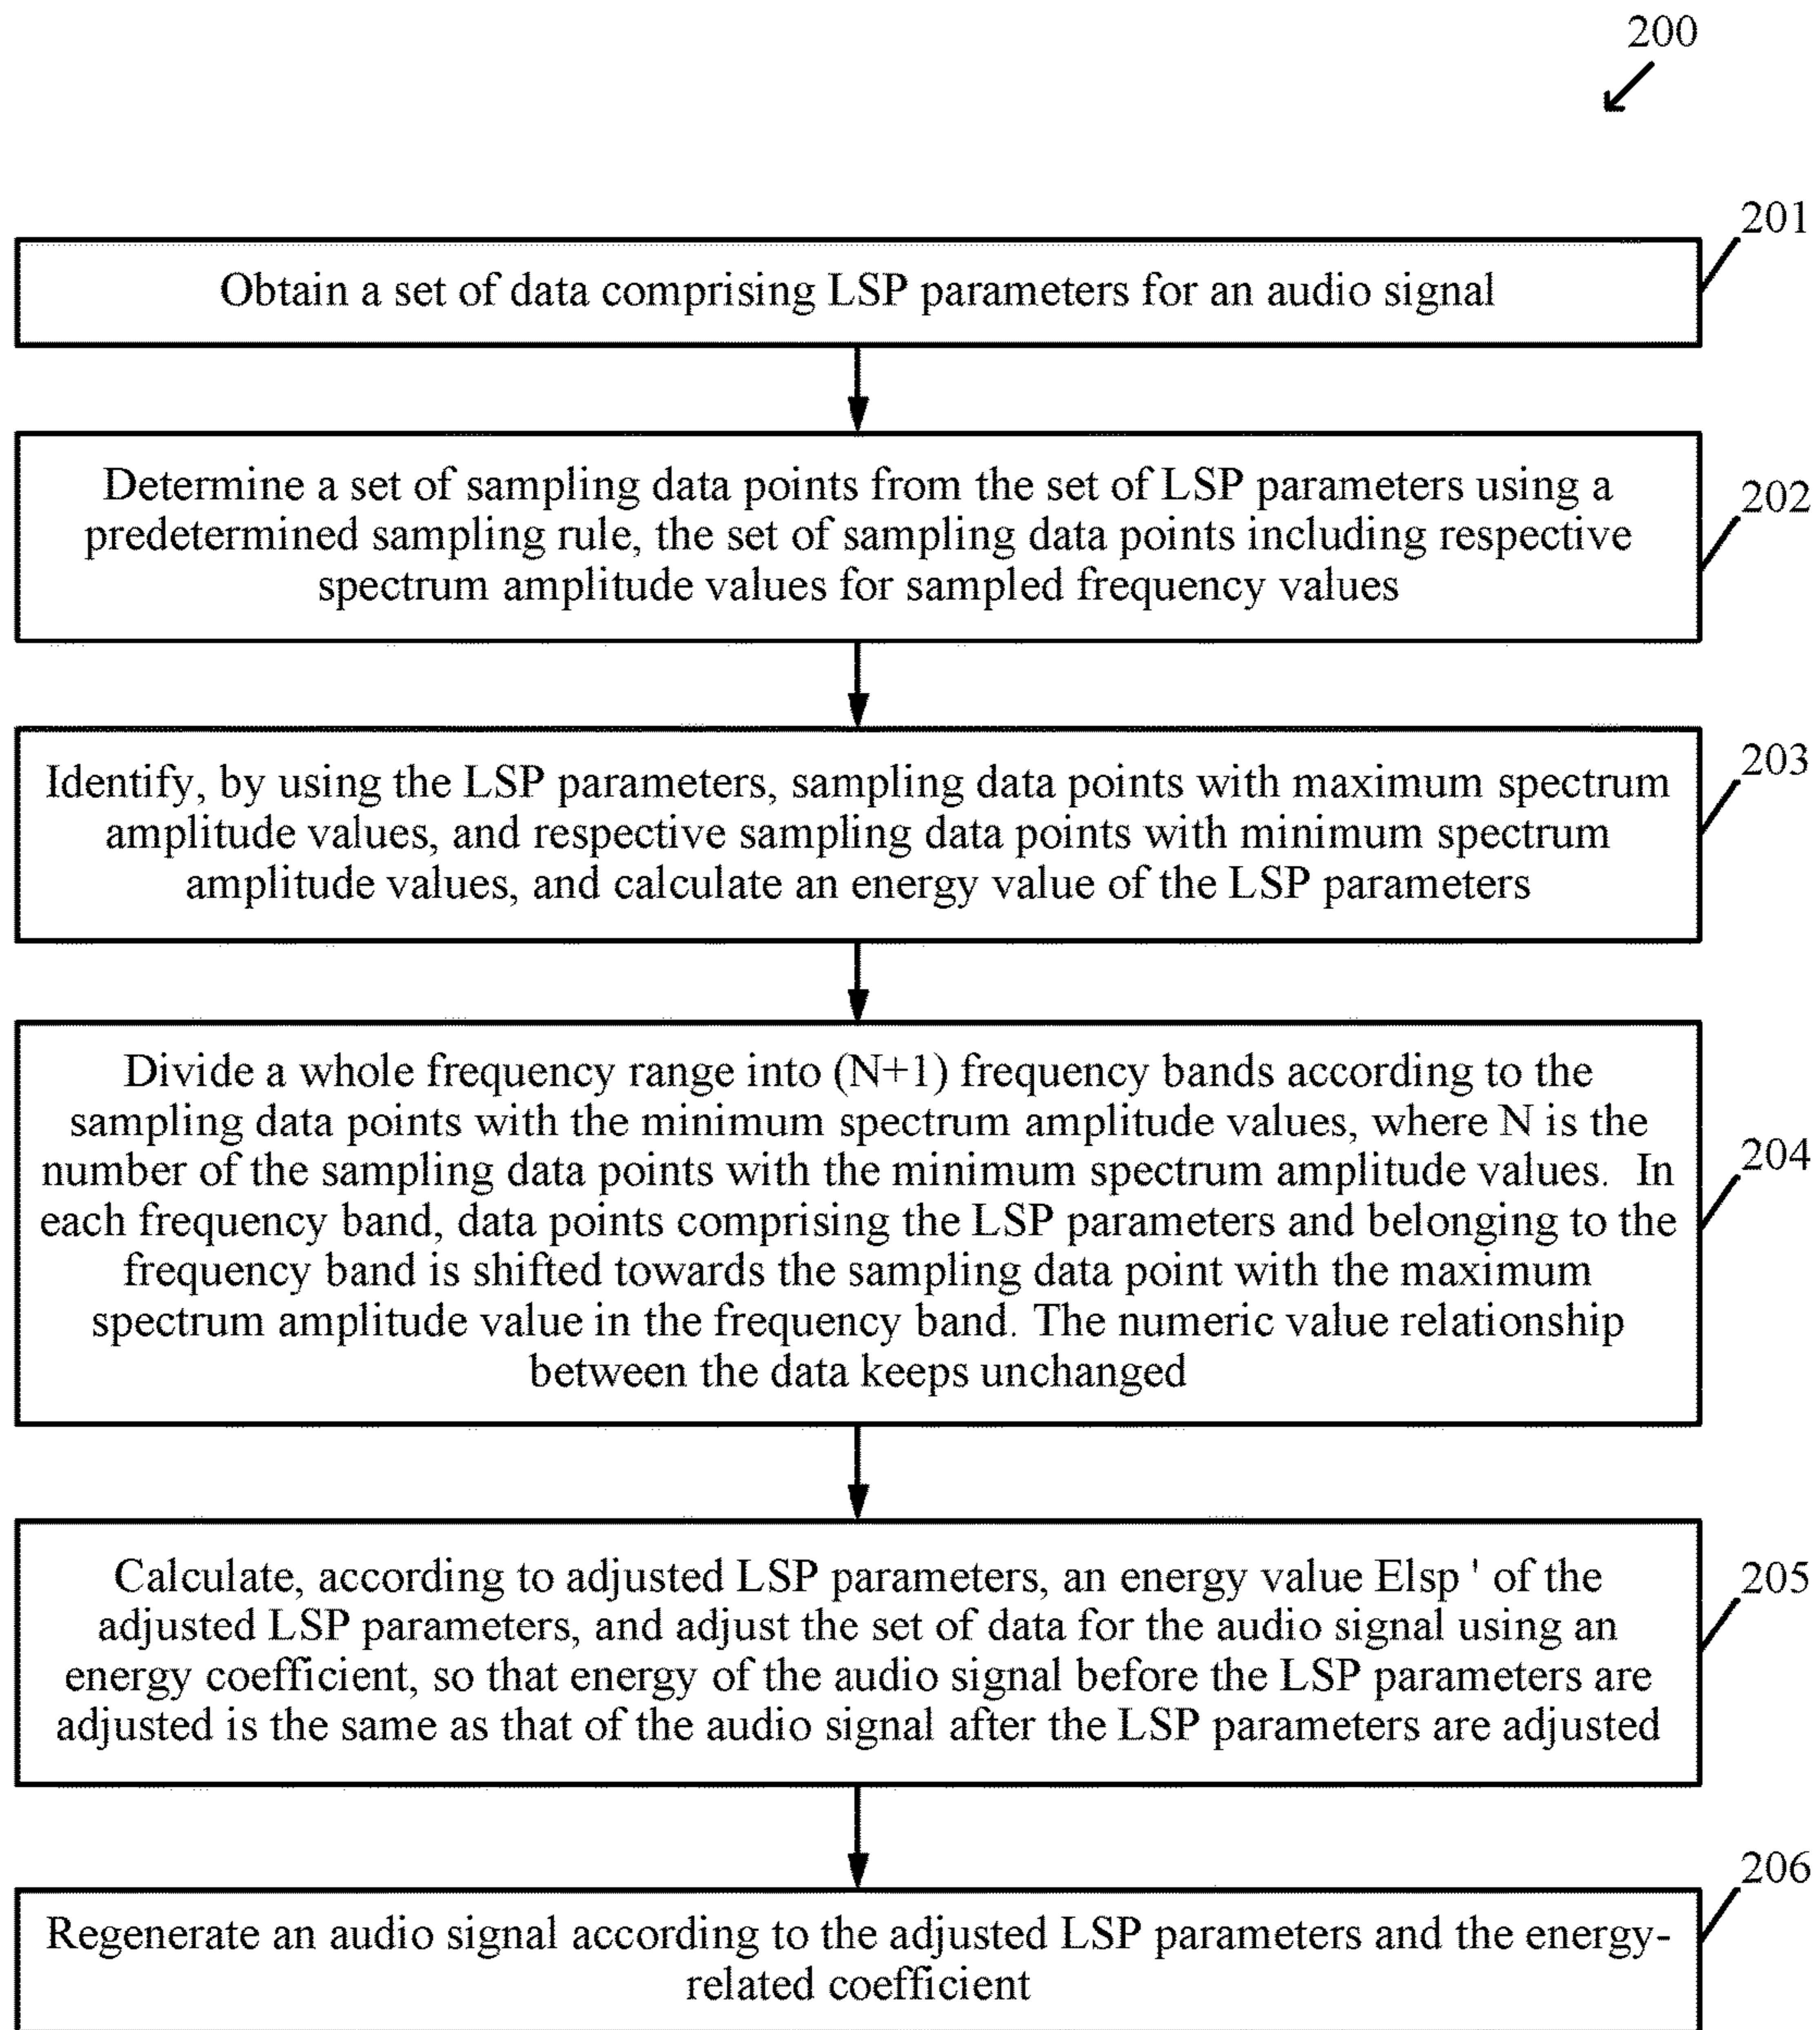 200
201
Obtain a set of data comprising LSP parameters for an audio signal
202
Determine a set of sampling data points from the set of LSP parameters using a
predetermined sampling rule, the set of sampling data points including respective
spectrum amplitude values for sampled frequency values
203
Identify, by using the LSP parameters, sampling data points with maximum spectrum
amplitude values, and respective sampling data points with minimum spectrum
amplitude values, and calculate an energy value of the LSP parameters
204
Divide a whole frequency range into (N+1) frequency bands according to the
sampling data points with the minimum spectrum amplitude values, where N is the
number of the sampling data points with the minimum spectrum amplitude values.  In
each frequency band, data points comprising the LSP parameters and belonging to the
frequency band is shifted towards the sampling data point with the maximum
spectrum amplitude value in the frequency band. The numeric value relationship
between the data keeps unchanged
205
Calculate, according to adjusted LSP parameters, an energy value Elsp ' of the
adjusted LSP parameters, and adjust the set of data for the audio signal using an
energy coefficient, so that energy of the audio signal before the LSP parameters are
adjusted is the same as that of the audio signal after the LSP parameters are adjusted
206
Regenerate an audio signal according to the adjusted LSP parameters and the energy-
related coefficient